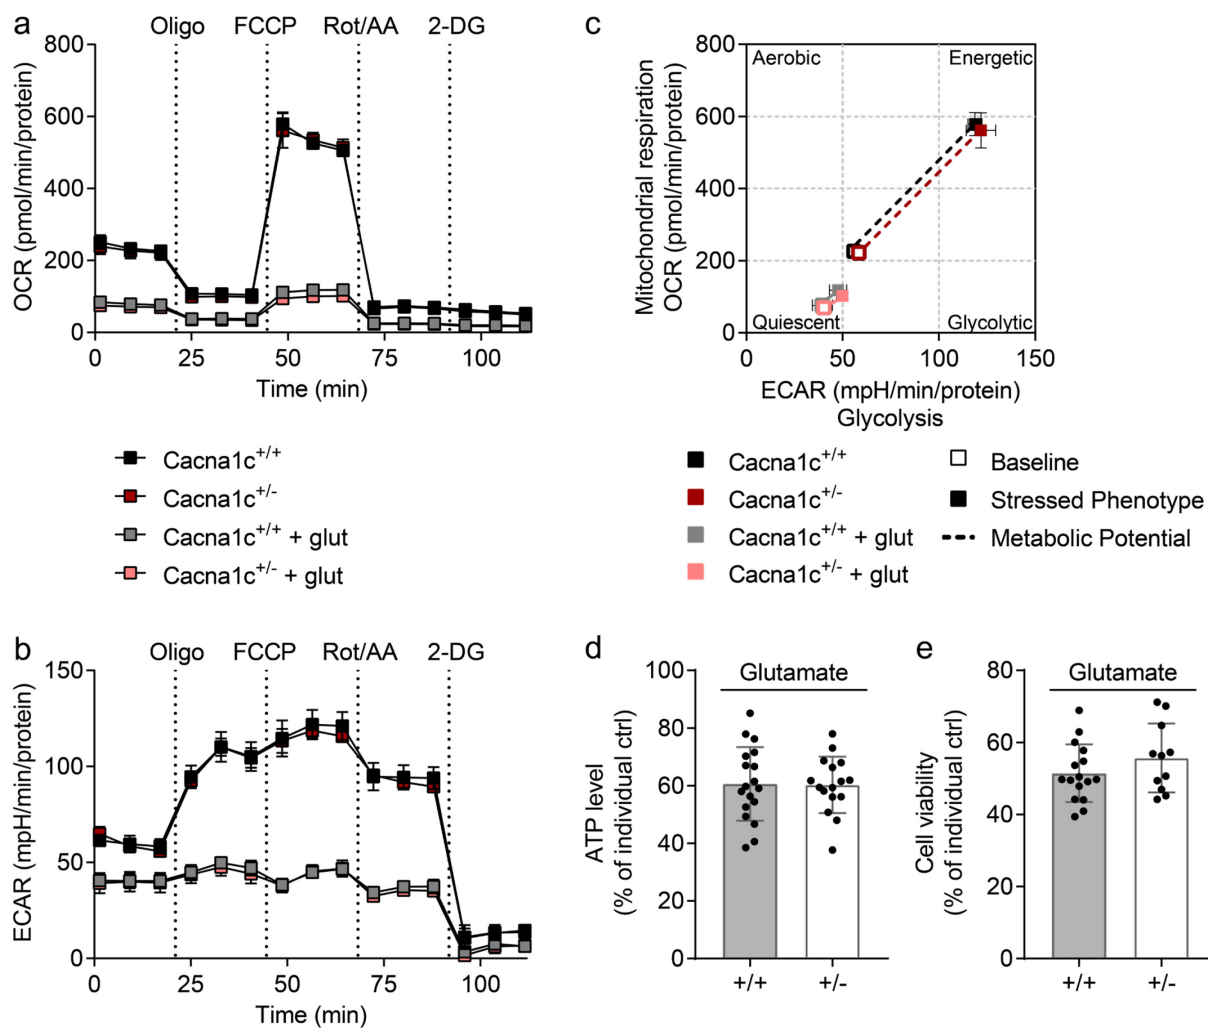 a
Oligo FCCP Rot/AA 2-DG
800
600
400
200
0
OCR (pmol/min/protein)
0 25 50 75 100
Time (min)
Cacna1c+/+
Cacna1c+/-
Cacna1c+/+ + glut
Cacna1c+/- + glut
b
Oligo FCCP Rot/AA 2-DG
150
100
50
0
ECAR (mpH/min/protein)
0 25 50 75 100
Time (min)
c
800
600
400
200
0
Mitochondrial respiration
OCR (pmol/min/protein)
Aerobic Energetic
Quiescent Glycolytic
0 50 100 150
ECAR (mpH/min/protein)
Glycolysis
Cacna1c+/+
Cacna1c+/-
Cacna1c+/+ + glut
Cacna1c+/- + glut
Baseline
Stressed Phenotype
Metabolic Potential
d
Glutamate
100
80
60
40
20
0
ATP level
(% of individual ctrl)
+/+ +/-
e
Glutamate
80
60
40
20
0
Cell viability
(% of individual ctrl)
+/+ +/-